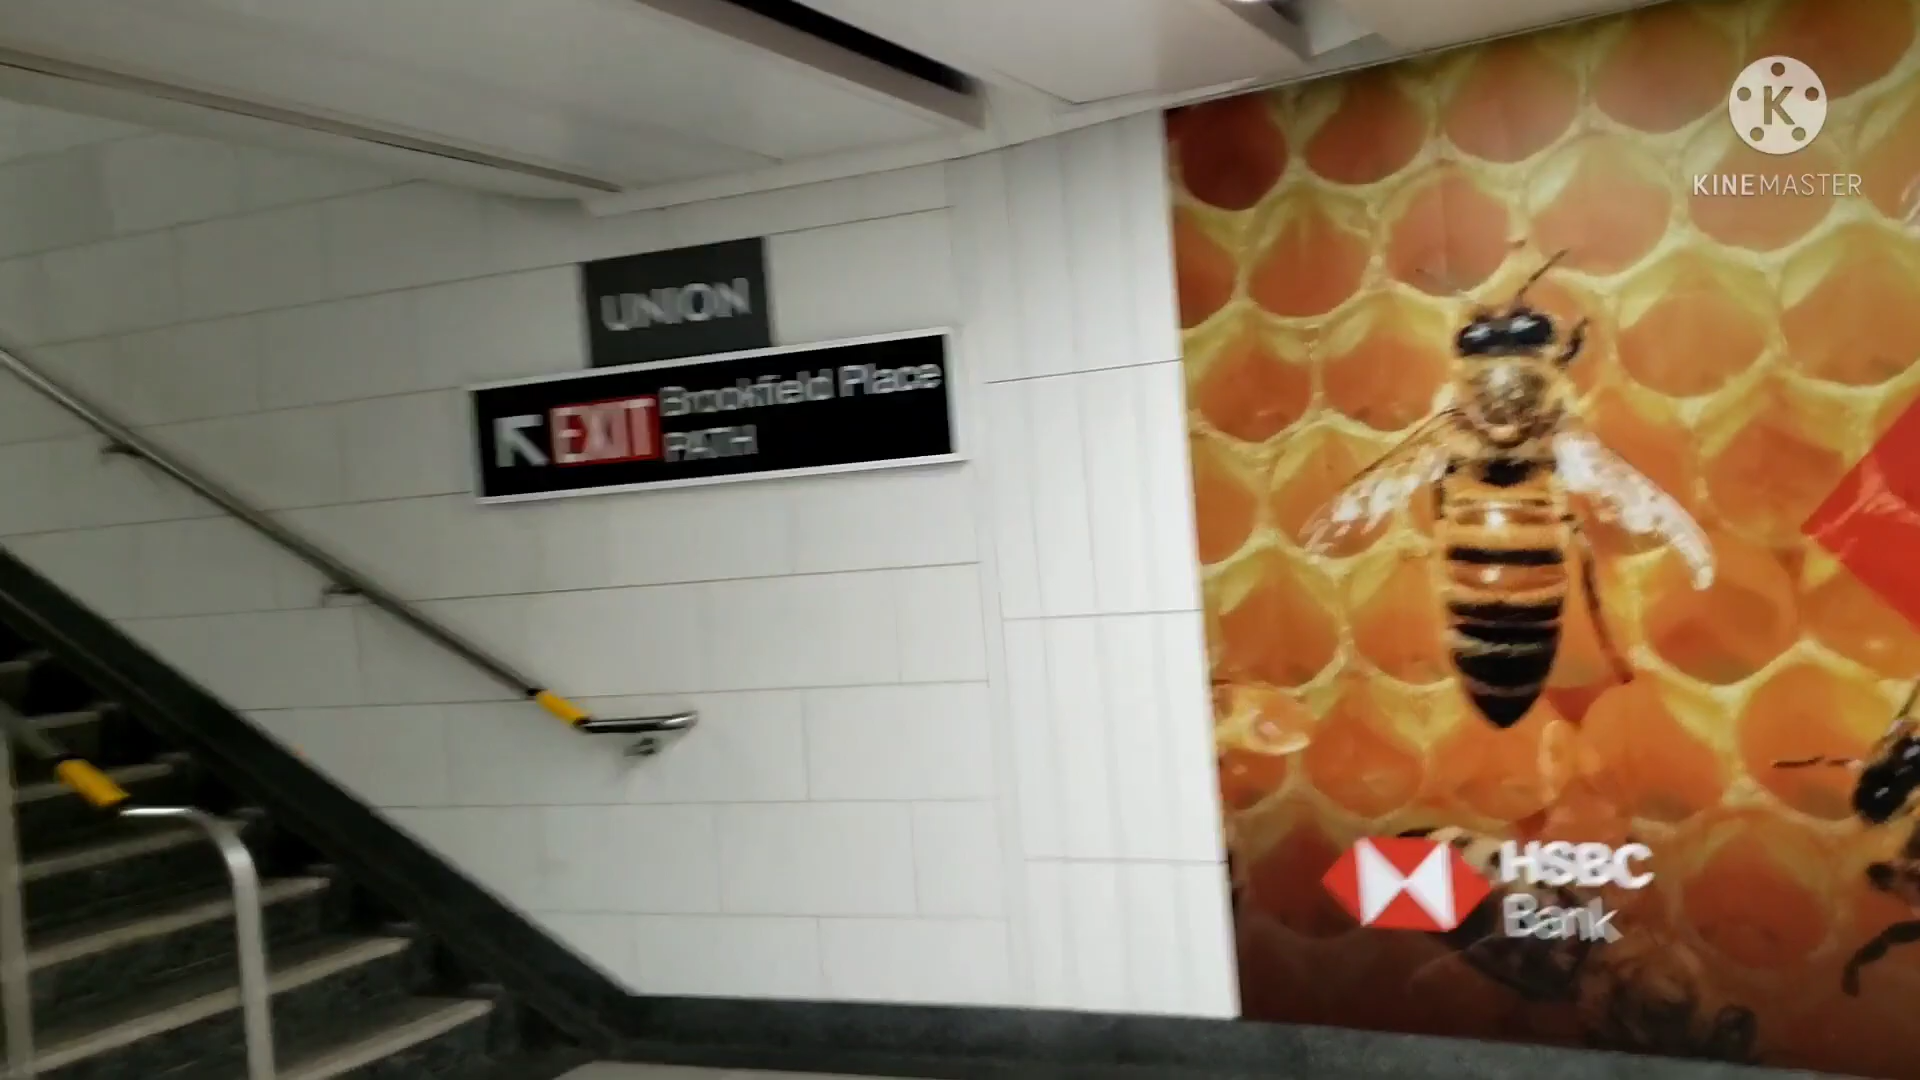 UNION
EXIT Brookfield Place
PATH
K
KINEMASTER
HSBC
Bank